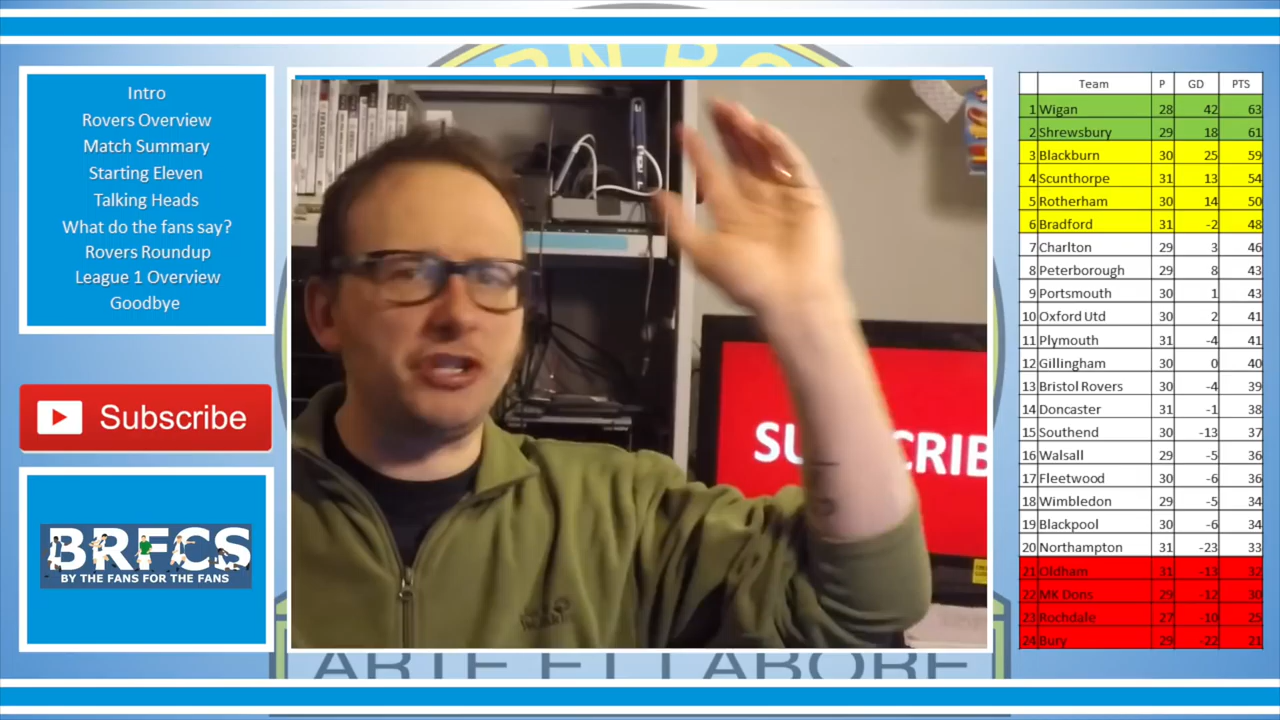 Intro
Rovers Overview
Match Summary
Starting Eleven
Talking Heads
What do the fans say?
Rovers Roundup
League 1 Overview
Goodbye
Subscribe
BRFCS
BY THE FANS FOR THE FANS
SUBSCRIB
ARTE ET LABORE
Team P GD PTS
1 Wigan 28 42 63
2 Shrewsbury 29 18 61
3 Blackburn 30 25 59
4 Scunthorpe 31 13 54
5 Rotherham 30 14 50
6 Bradford 31 -2 48
7 Charlton 29 3 46
8 Peterborough 29 8 43
9 Portsmouth 30 1 43
10 Oxford Utd 30 2 41
11 Plymouth 31 -4 41
12 Gillingham 30 0 40
13 Bristol Rovers 30 -4 39
14 Doncaster 31 -1 38
15 Southend 30 -13 37
16 Walsall 29 -5 36
17 Fleetwood 30 -6 36
18 Wimbledon 29 -5 34
19 Blackpool 30 -6 34
20 Northampton 31 -23 33
21 Oldham 31 -13 32
22 MK Dons 29 -12 30
23 Rochdale 27 -10 25
24 Bury 29 -22 21